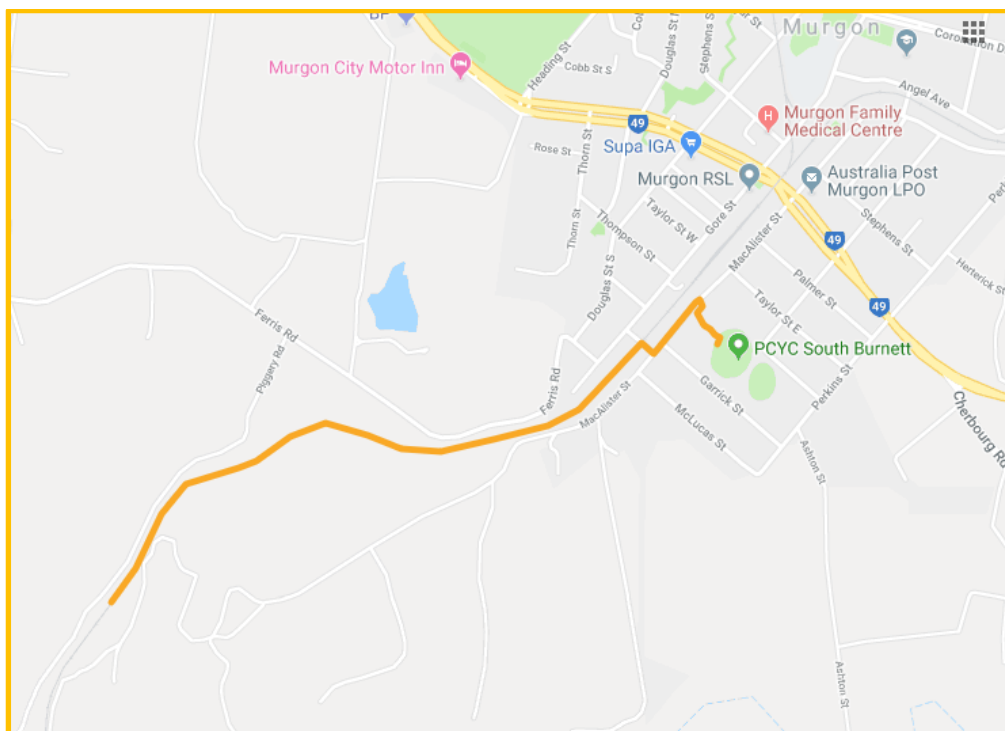 BP
Murgon
Coronation D
Murgon City Motor Inn
Heading St
Cobb St S
Douglas St N
Stephens St
Angel Ave
49
Murgon Family
Medical Centre
Rose St
Thorn St
Supa IGA
Murgon RSL
Australia Post
Murgon LPO
Gore St
Taylor St W
Thompson St
Thorn St
MacAlister St
Stephens St
49
Herterick St
Palmer St
Douglas St S
Taylor St E
49
Ferris Rd
Piggery Rd
PCYC South Burnett
Ferris Rd
MacAlister St
Garrick St
Perkins St
McLucas St
Cherbourg Rd
Ashton St
Ashton St